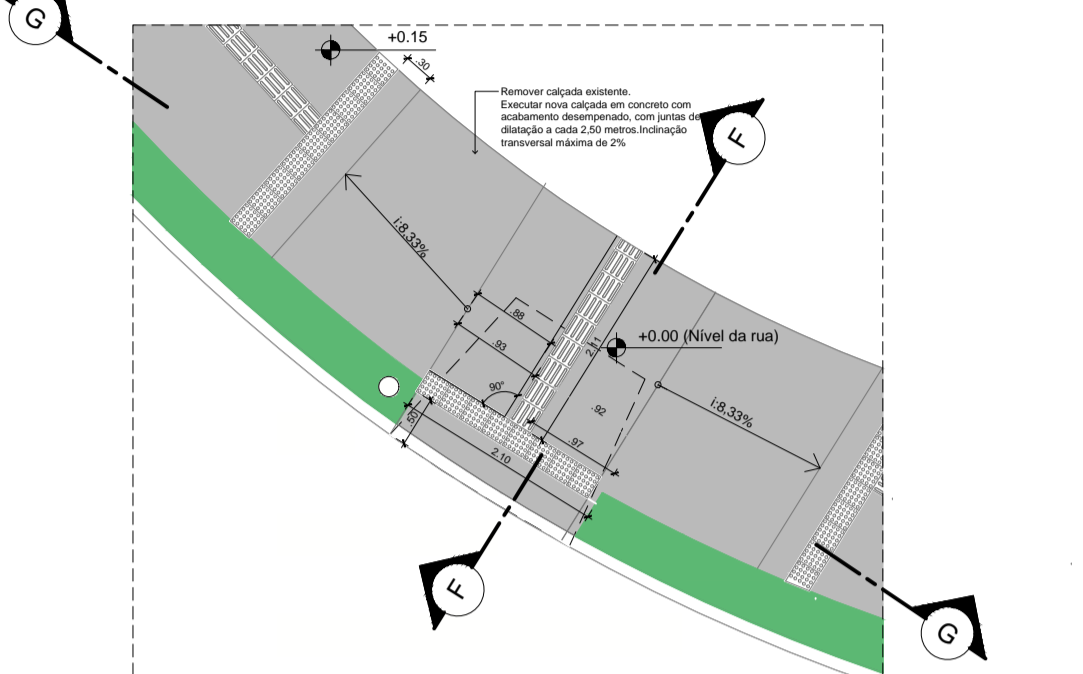 G
+0.15
.30
Remover calçada existente.
Executar nova calçada em concreto com
acabamento desempenado, com juntas de
dilatação a cada 2,50 metros.Inclinação
transversal máxima de 2%
F
i:8,33%
.88
+0.00 (Nível da rua)
2.11
.93
90°
.92
i:8,33%
.50
.97
2.10
F
G